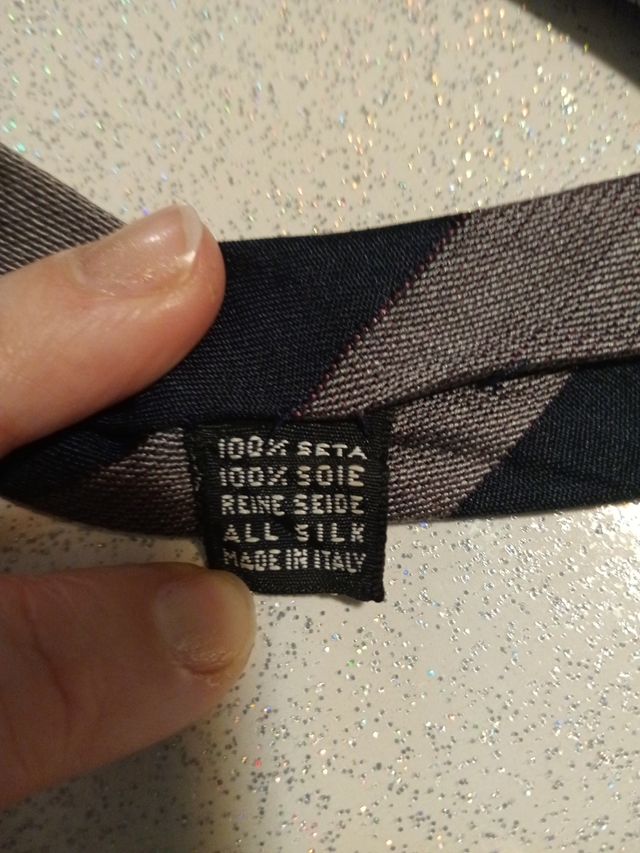 100% SETA
100% SOIE
REINE SEIDE
ALL SILK
MADE IN ITALY